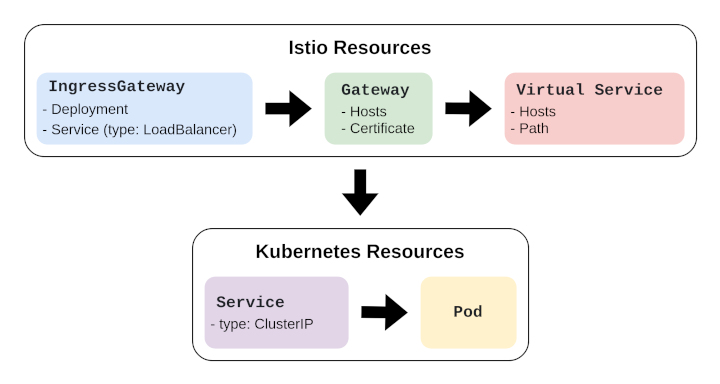 Istio Resources
IngressGateway
- Deployment
- Service (type: LoadBalancer)
Gateway
- Hosts
- Certificate
Virtual Service
- Hosts
- Path
Kubernetes Resources
Service
- type: ClusterIP
Pod